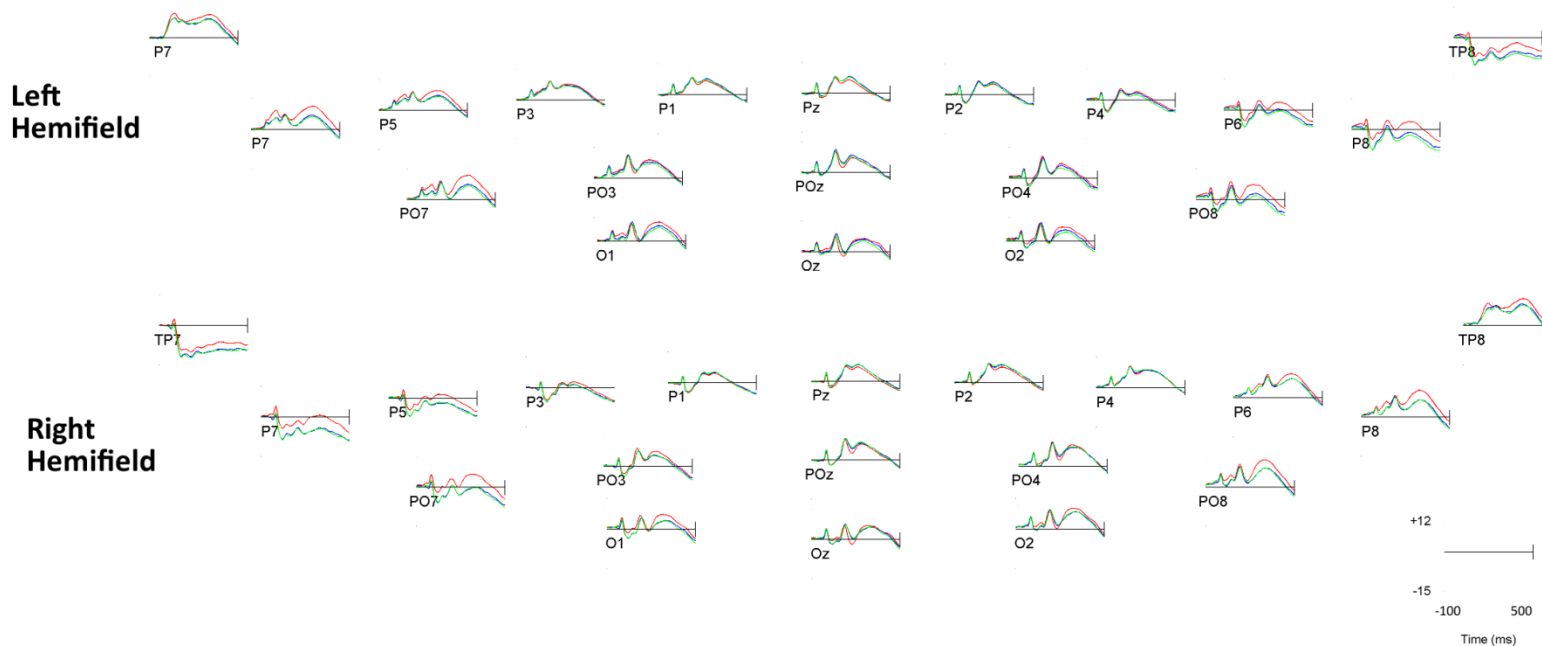 P7
TP8
Left
Hemifield
P7
P5
P3
P1
Pz
P2
P4
P6
P8
PO7
PO3
POz
PO4
PO8
O1
Oz
O2
TP7
TP8
Right
Hemifield
P7
P5
P3
P1
Pz
P2
P4
P6
P8
PO7
PO3
POz
PO4
PO8
O1
Oz
O2
+12
-15
-100 500
Time (ms)